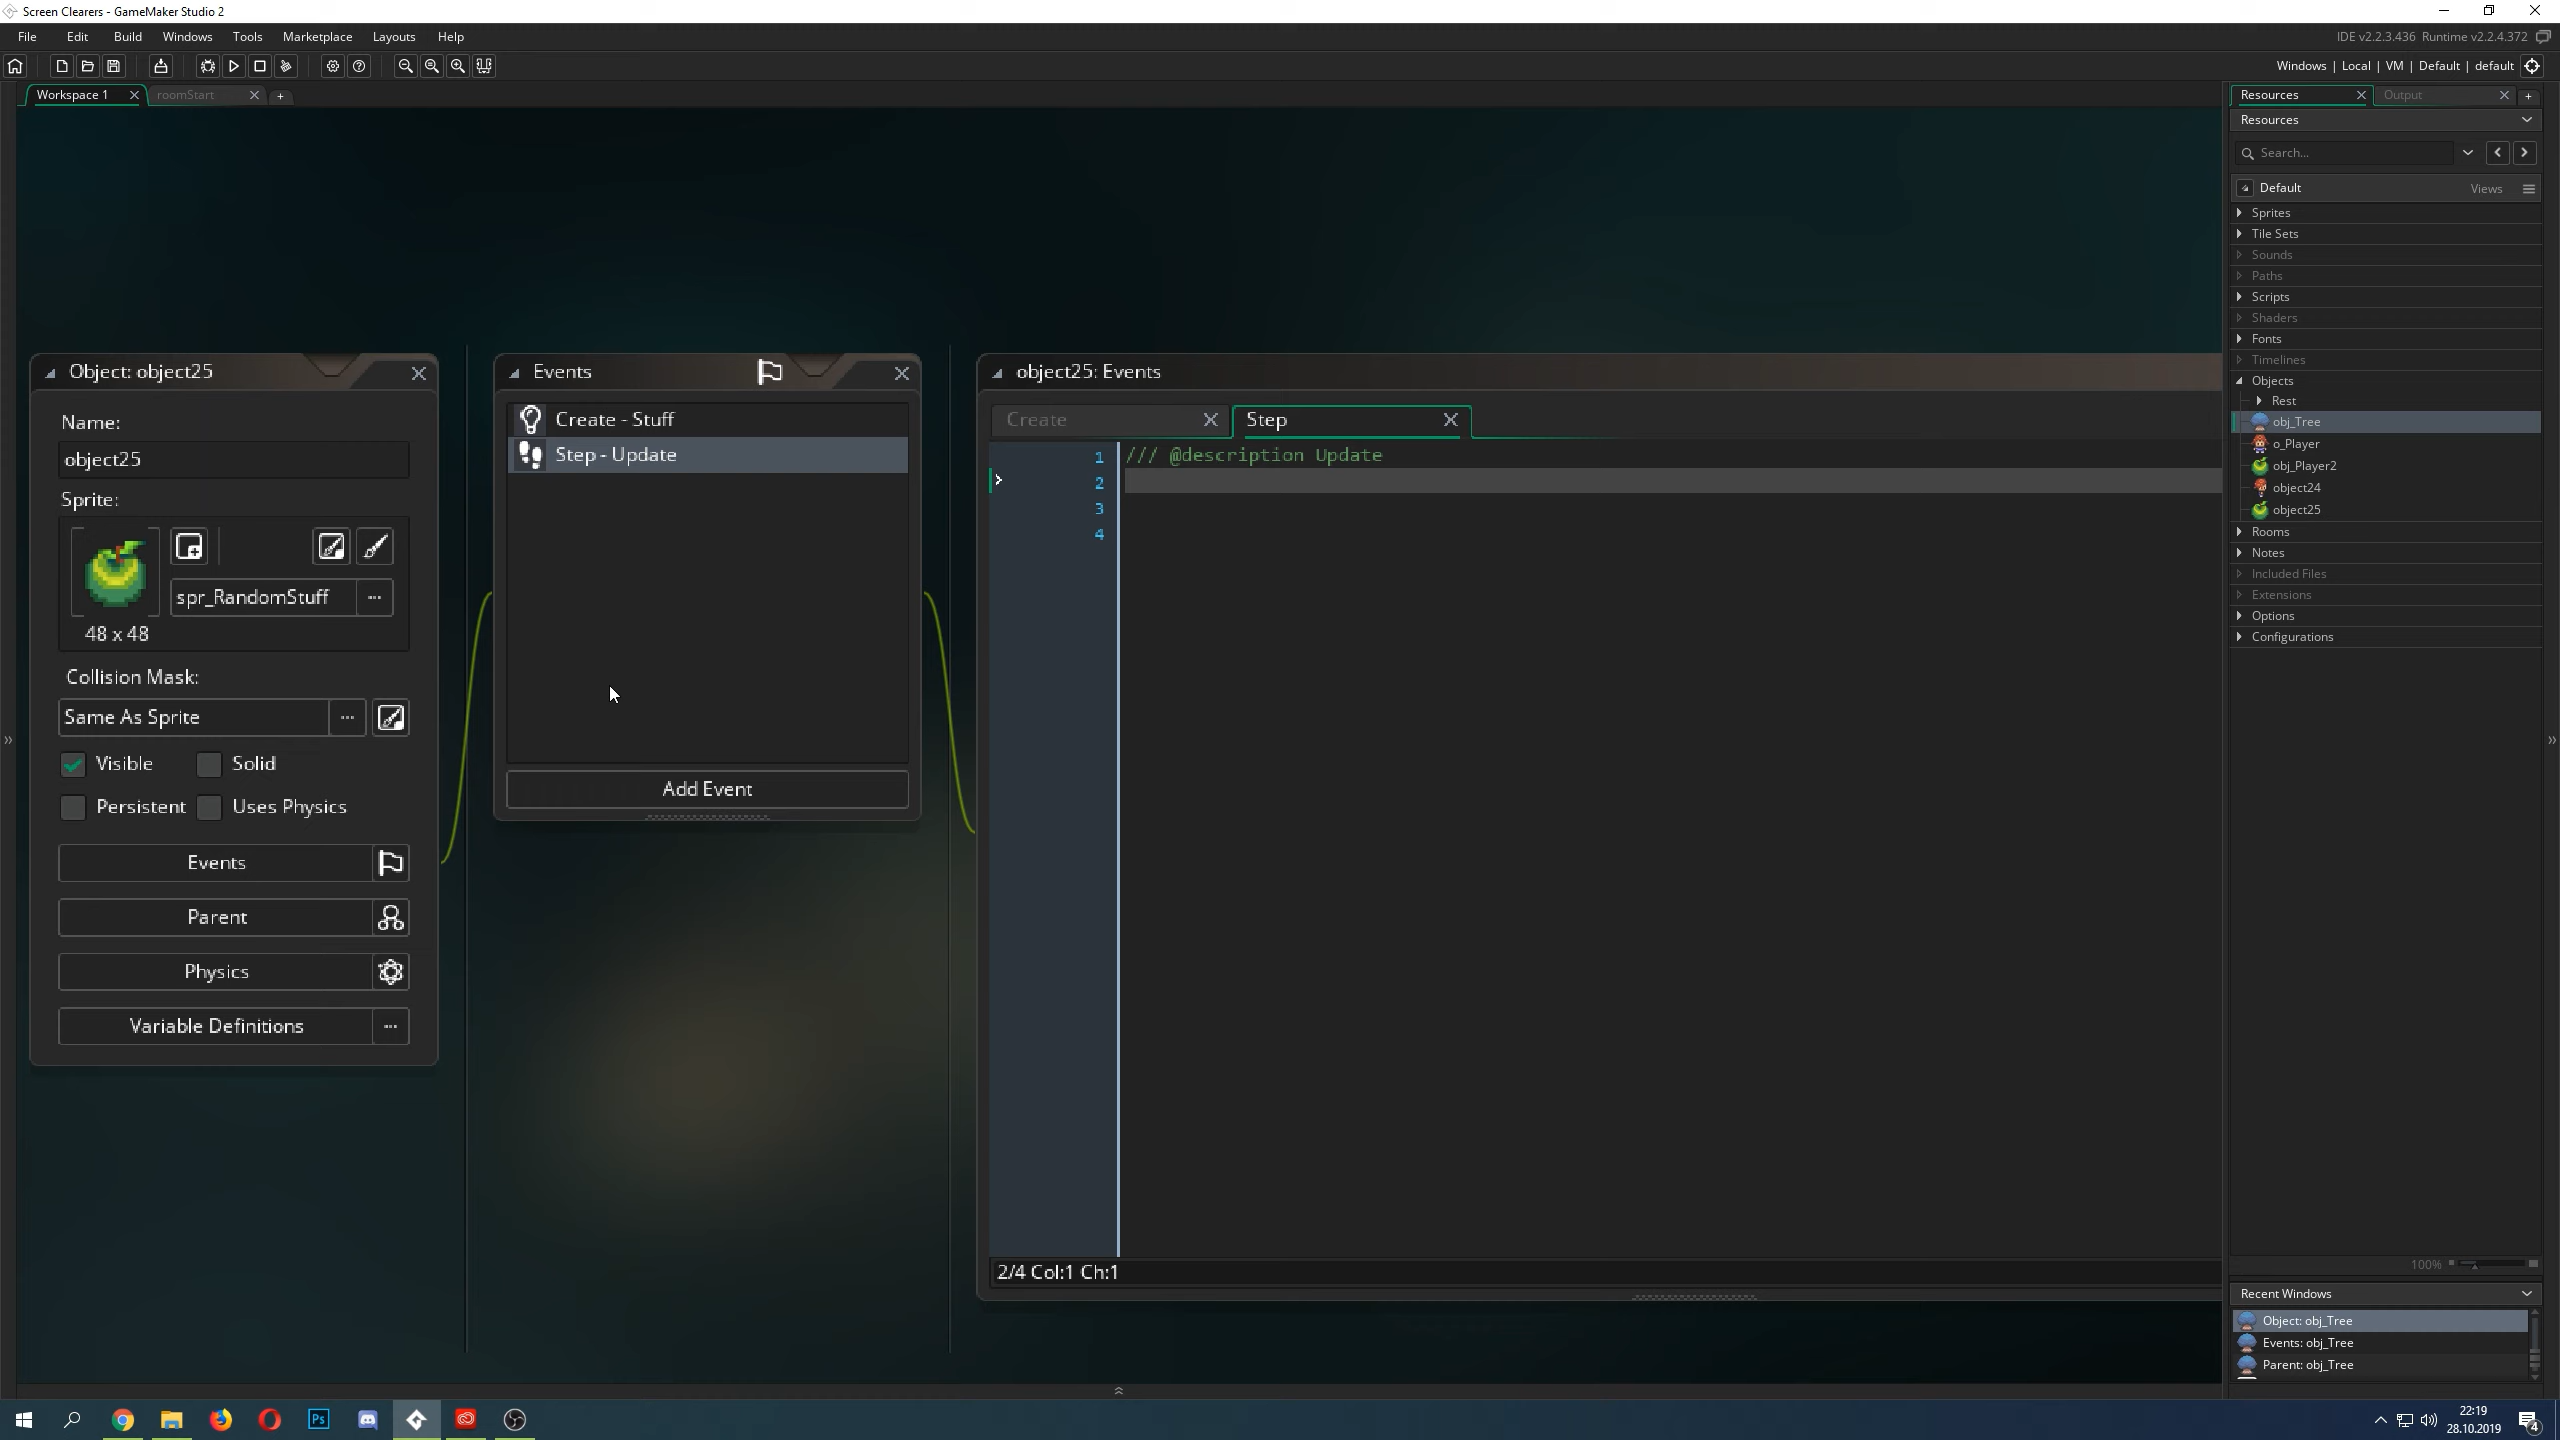 Screen Clearers - GameMaker Studio 2
File Edit Build Windows Tools Marketplace Layouts Help
IDE v2.2.3.436 Runtime v2.2.4.372
Windows | Local | VM | Default | default
Workspace 1
roomStart
Object: object25
Name:
object25
Sprite:
spr_RandomStuff
48 x 48
Collision Mask:
Same As Sprite
Visible
Solid
Persistent
Uses Physics
Events
Parent
Physics
Variable Definitions
Events
Create - Stuff
Step - Update
Add Event
object25: Events
Create
Step
1 /// @description Update
2
3
4
2/4 Col:1 Ch:1
Resources
Output
Resources
Search...
Default
Views
Sprites
Tile Sets
Sounds
Paths
Scripts
Shaders
Fonts
Timelines
Objects
Rest
obj_Tree
o_Player
obj_Player2
object24
object25
Rooms
Notes
Included Files
Extensions
Options
Configurations
100%
Recent Windows
Object: obj_Tree
Events: obj_Tree
Parent: obj_Tree
Ps
22:19
28.10.2019
4